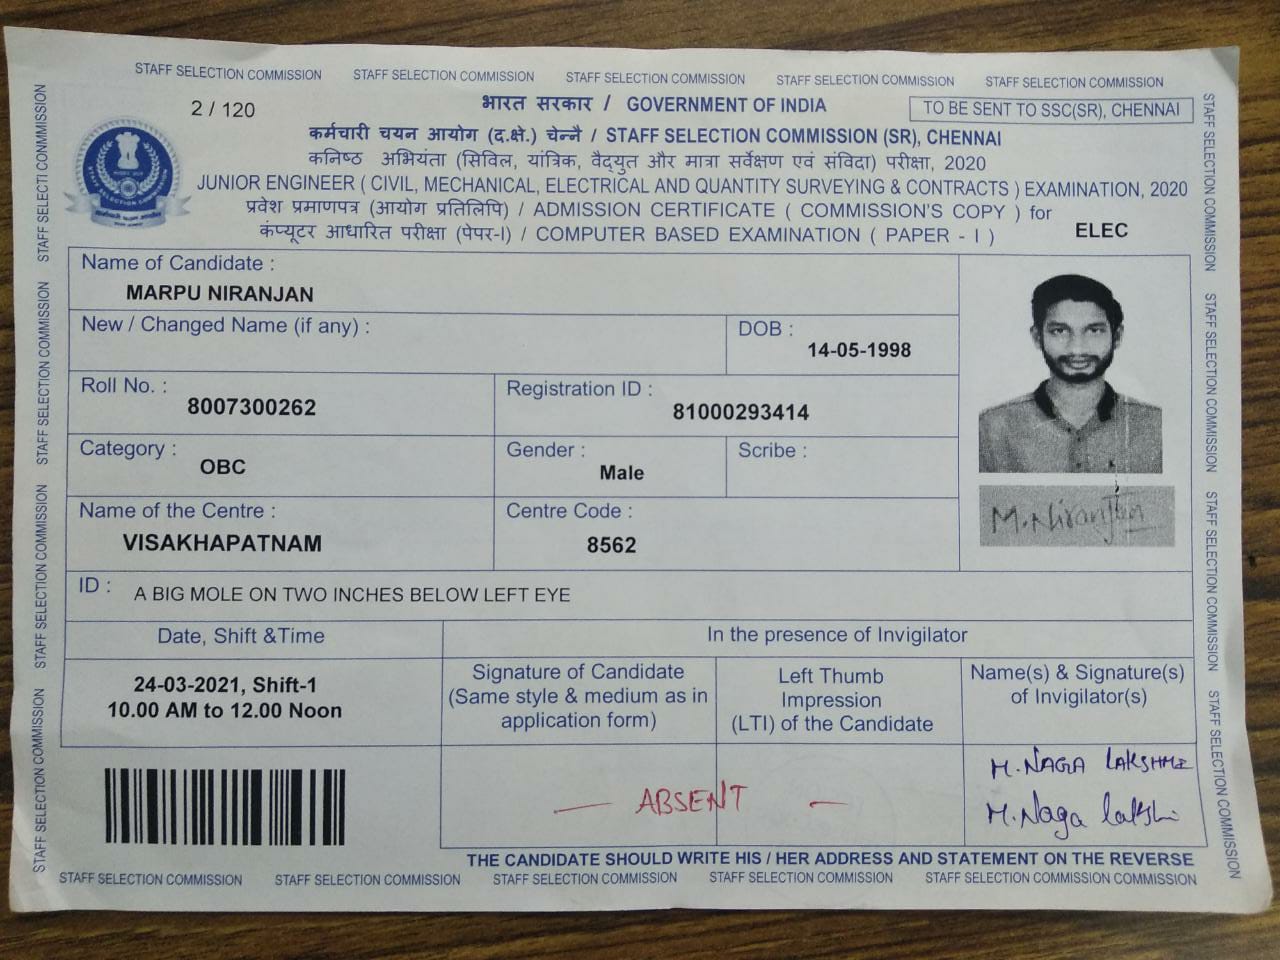 STAFF SELECTION COMMISSION STAFF SELECTION COMMISSION STAFF SELECTION COMMISSION STAFF SELECTION COMMISSION STAFF SELECTION COMMISSION
2 / 120
भारत सरकार / GOVERNMENT OF INDIA
TO BE SENT TO SSC(SR), CHENNAI
कर्मचारी चयन आयोग (द.क्षे.) चेन्नै / STAFF SELECTION COMMISSION (SR), CHENNAI
कनिष्ठ अभियंता (सिविल, यांत्रिक, वैद्युत और मात्रा सर्वेक्षण एवं संविदा) परीक्षा, 2020
JUNIOR ENGINEER ( CIVIL, MECHANICAL, ELECTRICAL AND QUANTITY SURVEYING & CONTRACTS ) EXAMINATION, 2020
प्रवेश प्रमाणपत्र (आयोग प्रतिलिपि) / ADMISSION CERTIFICATE ( COMMISSION'S COPY ) for
कंप्यूटर आधारित परीक्षा (पेपर-I) / COMPUTER BASED EXAMINATION ( PAPER - I )
ELEC
Name of Candidate :
MARPU NIRANJAN
New / Changed Name (if any) :
DOB :
14-05-1998
Roll No. :
8007300262
Registration ID :
81000293414
Category :
OBC
Gender :
Male
Scribe :
M.Niranjan
Name of the Centre :
VISAKHAPATNAM
Centre Code :
8562
ID : A BIG MOLE ON TWO INCHES BELOW LEFT EYE
Date, Shift &Time
In the presence of Invigilator
24-03-2021, Shift-1
10.00 AM to 12.00 Noon
Signature of Candidate
(Same style & medium as in
application form)
Left Thumb
Impression
(LTI) of the Candidate
Name(s) & Signature(s)
of Invigilator(s)
— ABSENT —
M. NAGA LAKSHMI
M. Naga
THE CANDIDATE SHOULD WRITE HIS / HER ADDRESS AND STATEMENT ON THE REVERSE
STAFF SELECTION COMMISSION STAFF SELECTION COMMISSION STAFF SELECTION COMMISSION STAFF SELECTION COMMISSION STAFF SELECTION COMMISSION COMMISSION
STAFF SELECTION COMMISSION STAFF SELECTION COMMISSION STAFF SELECTION COMMISSION STAFF SELECTI CONMMISSION
STAFF SELECTION COMMISSION STAFF SELECTION COMMISSION STAFF SELECTION COMMISSION STAFF SELECTION COMMISSION